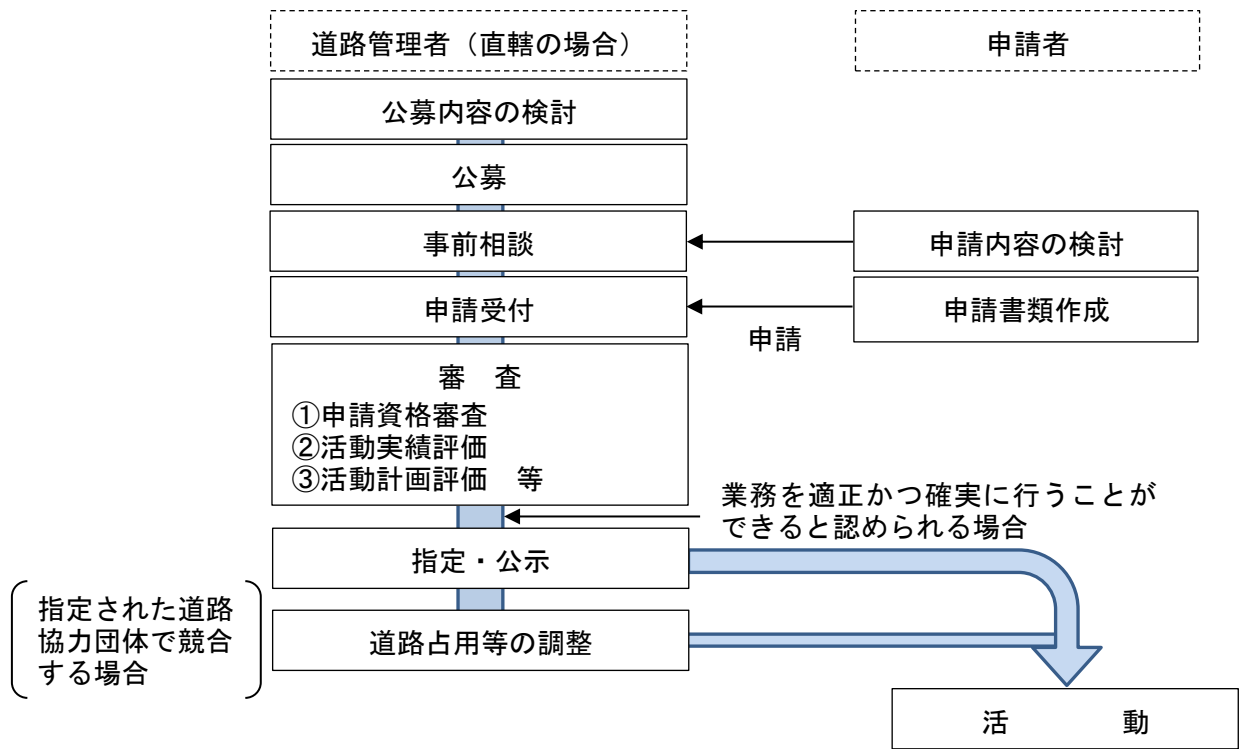 道路管理者（直轄の場合）
申請者
公募内容の検討
公募
事前相談
申請内容の検討
申請受付
申請書類作成
申請
審　査
①申請資格審査
②活動実績評価
③活動計画評価　等
業務を適正かつ確実に行うことが
できると認められる場合
指定・公示
指定された道路
協力団体で競合
する場合
道路占用等の調整
活　　　動